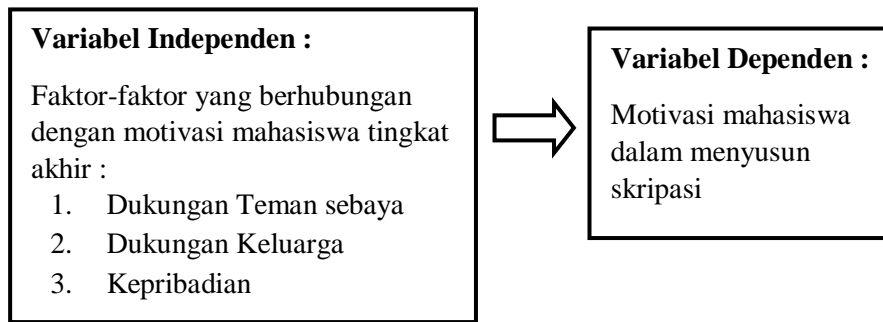 Variabel Independen :
Faktor-faktor yang berhubungan
dengan motivasi mahasiswa tingkat
akhir :
1. Dukungan Teman sebaya
2. Dukungan Keluarga
3. Kepribadian
Variabel Dependen :
Motivasi mahasiswa
dalam menyusun
skripasi